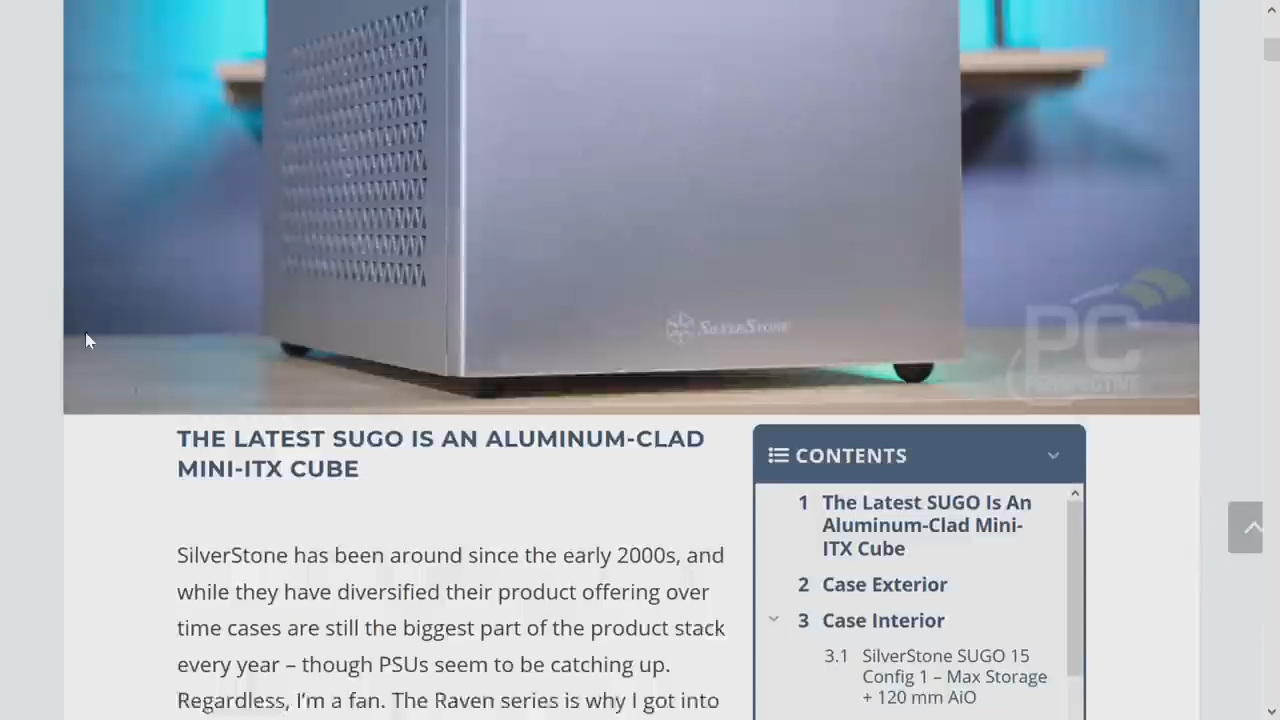 SILVERSTONE
PC
PERSPECTIVE
THE LATEST SUGO IS AN ALUMINUM-CLAD
MINI-ITX CUBE
SilverStone has been around since the early 2000s, and
while they have diversified their product offering over
time cases are still the biggest part of the product stack
every year – though PSUs seem to be catching up.
Regardless, I’m a fan. The Raven series is why I got into
CONTENTS
1 The Latest SUGO Is An
Aluminum-Clad Mini-
ITX Cube
2 Case Exterior
3 Case Interior
3.1 SilverStone SUGO 15
Config 1 – Max Storage
+ 120 mm AiO